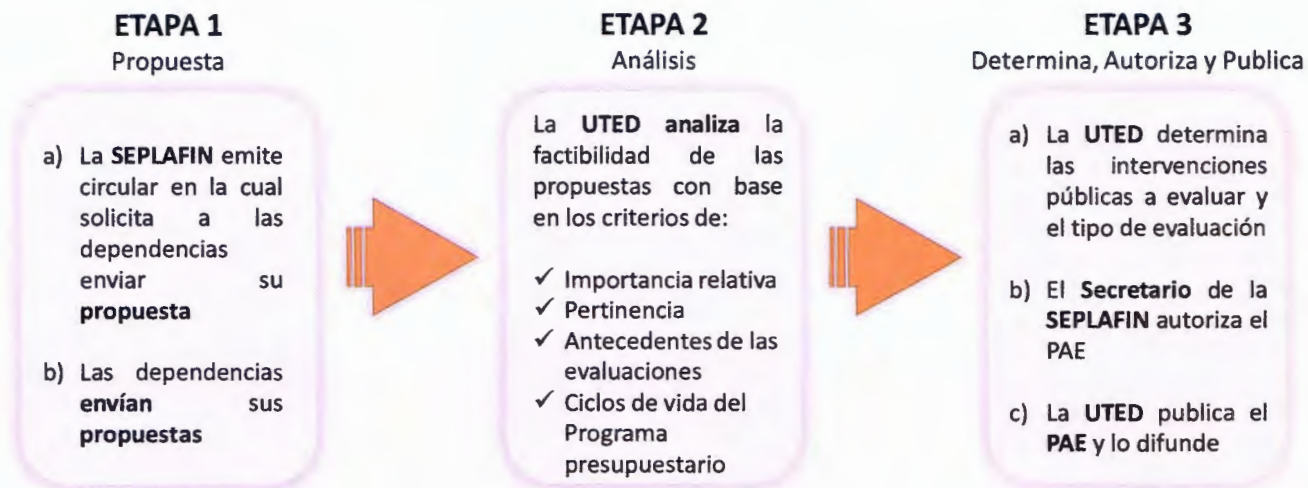 ETAPA 1
Propuesta
a) La SEPLAFIN emite
circular en la cual
solicita a las
dependencias
enviar su
propuesta
b) Las dependencias
envían sus
propuestas
ETAPA 2
Análisis
La UTED analiza la
factibilidad de las
propuestas con base
en los criterios de:
✓ Importancia relativa
✓ Pertinencia
✓ Antecedentes de las
evaluaciones
✓ Ciclos de vida del
Programa
presupuestario
ETAPA 3
Determina, Autoriza y Publica
a) La UTED determina
las intervenciones
públicas a evaluar y
el tipo de evaluación
b) El Secretario de la
SEPLAFIN autoriza el
PAE
c) La UTED publica el
PAE y lo difunde